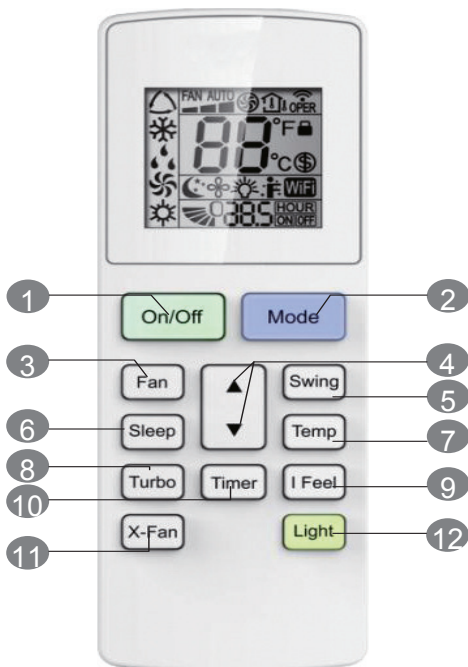 FAN AUTO OPER
88 °F
°C
WiFi
038.5 HOUR
ON OFF
1 On/Off Mode 2
3 Fan ▲ Swing 4
5
6 Sleep ▼ Temp 7
8 Turbo Timer I Feel 9
10
11 X-Fan Light 12